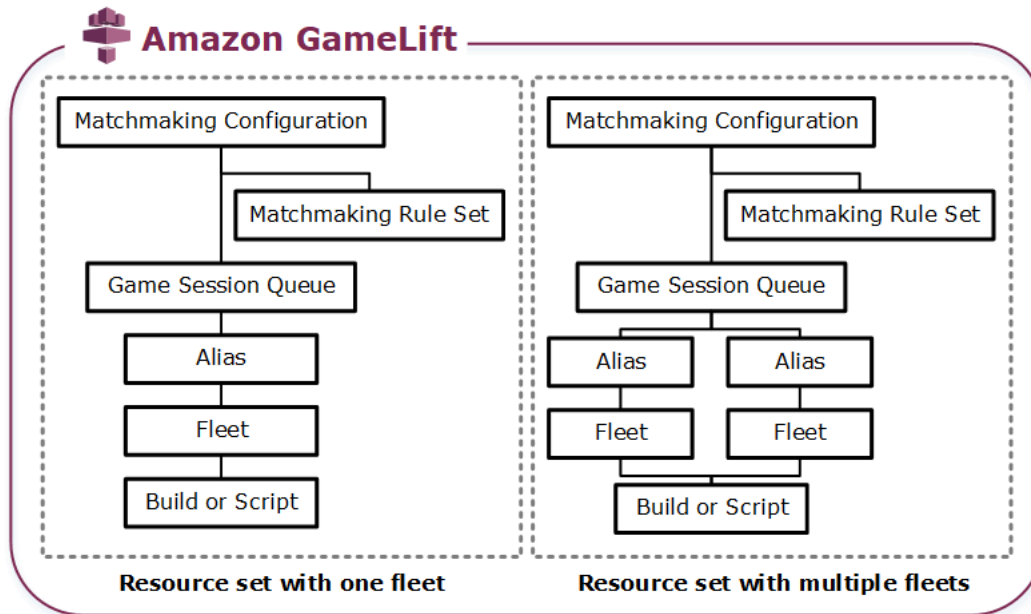 Amazon GameLift
Matchmaking Configuration
Matchmaking Rule Set
Game Session Queue
Alias
Fleet
Build or Script
Resource set with one fleet
Matchmaking Configuration
Matchmaking Rule Set
Game Session Queue
Alias Alias
Fleet Fleet
Build or Script
Resource set with multiple fleets